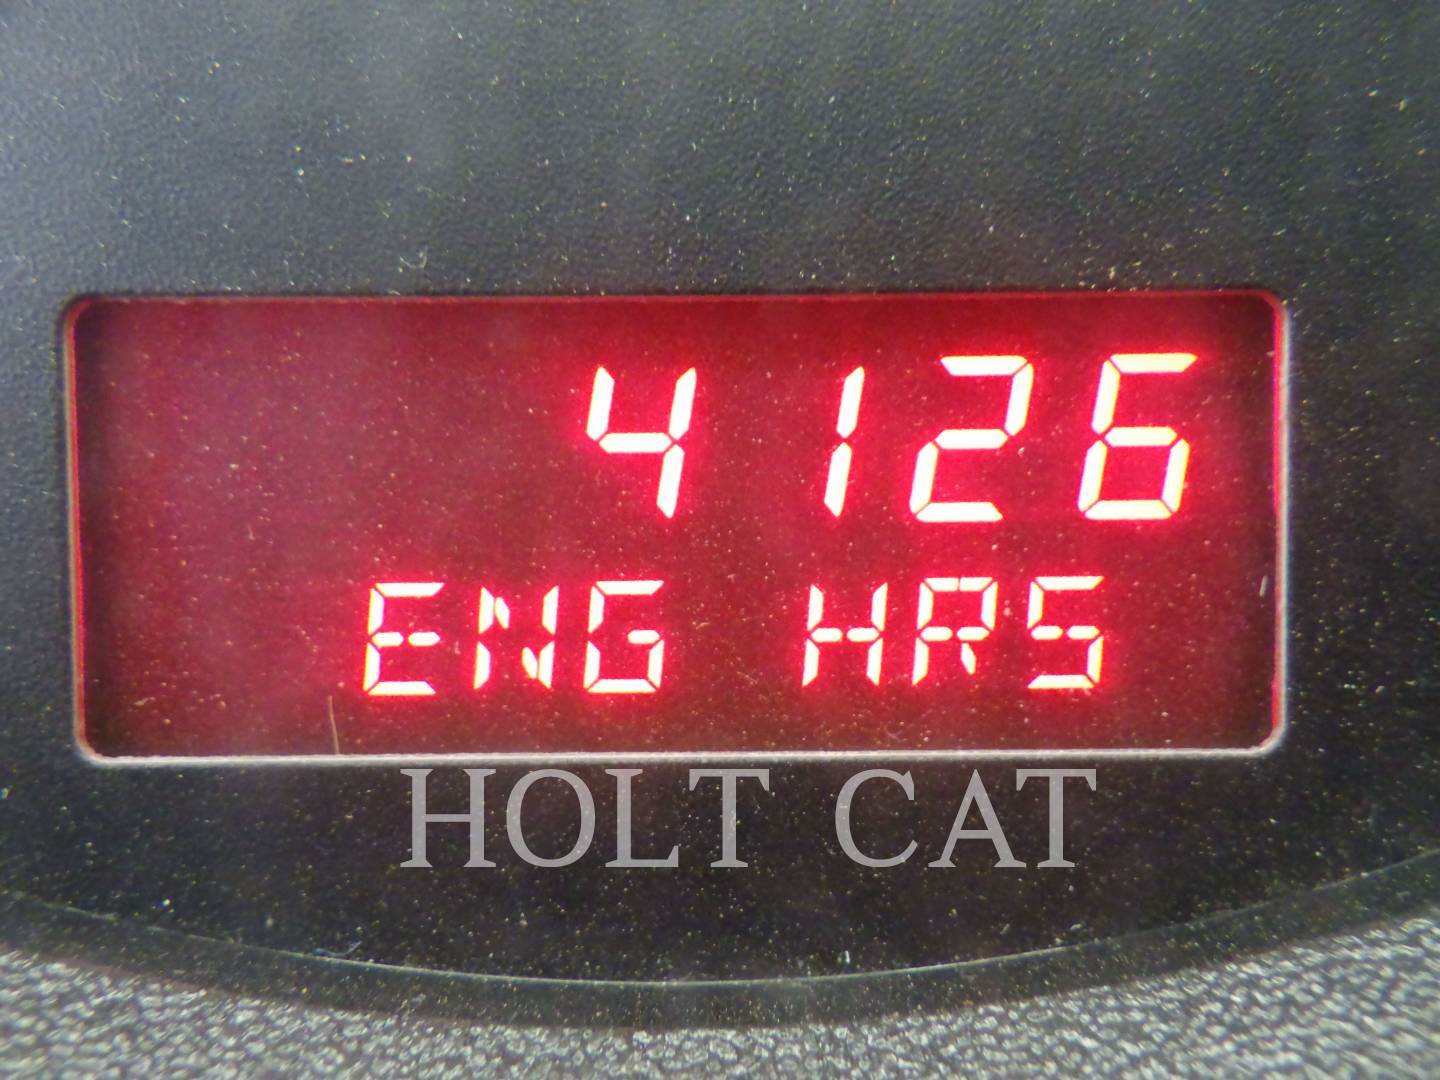 4126
ENG HRS
HOLT CAT